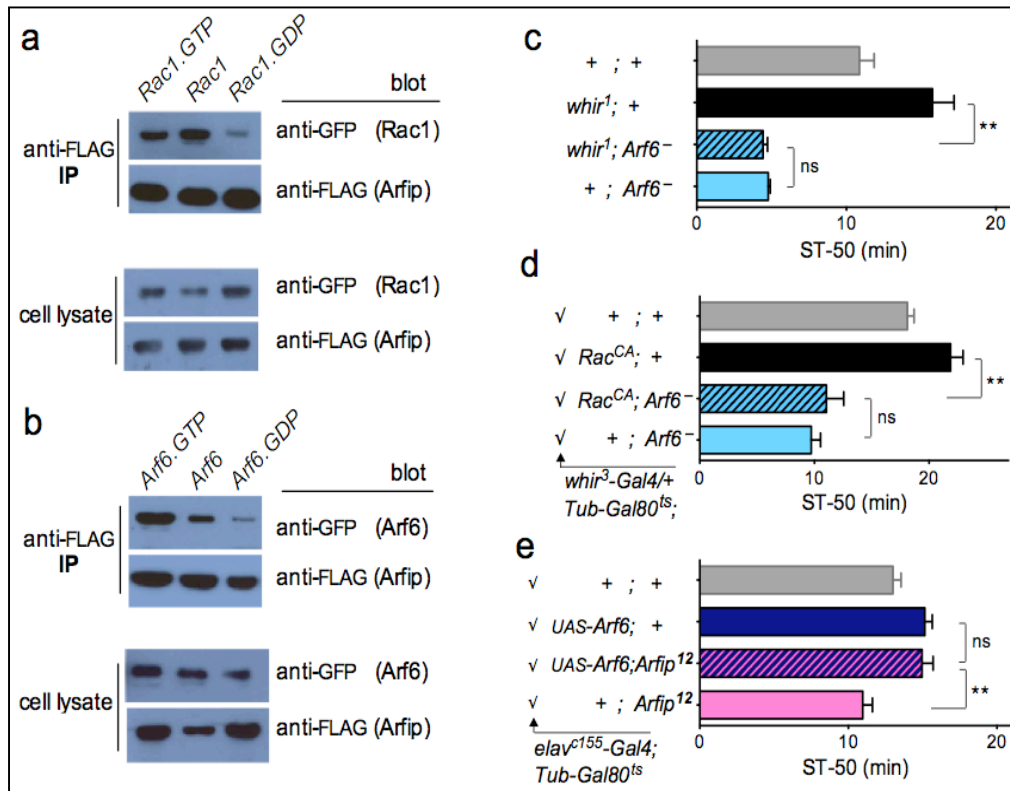 a
Rac1.GTP
Rac1
Rac1.GDP
blot
anti-FLAG
IP
anti-GFP (Rac1)
anti-FLAG (Arfip)
cell lysate
anti-GFP (Rac1)
anti-FLAG (Arfip)
b
Arf6.GTP
Arf6
Arf6.GDP
blot
anti-FLAG
IP
anti-GFP (Arf6)
anti-FLAG (Arfip)
cell lysate
anti-GFP (Arf6)
anti-FLAG (Arfip)
c
+ ; +
whir¹; +
**
whir¹; Arf6⁻
ns
+ ; Arf6⁻
0 10 20
ST-50 (min)
d
√ + ; +
√ Racᶜᴬ; +
**
√ Racᶜᴬ; Arf6⁻
ns
√ + ; Arf6⁻
0 10 20
ST-50 (min)
whir³-Gal4/+
Tub-Gal80ᵗˢ;
e
√ + ; +
√ UAS-Arf6; +
ns
√ UAS-Arf6;Arfip¹²
**
√ + ; Arfip¹²
0 10 20
ST-50 (min)
elavᶜ¹⁵⁵-Gal4;
Tub-Gal80ᵗˢ